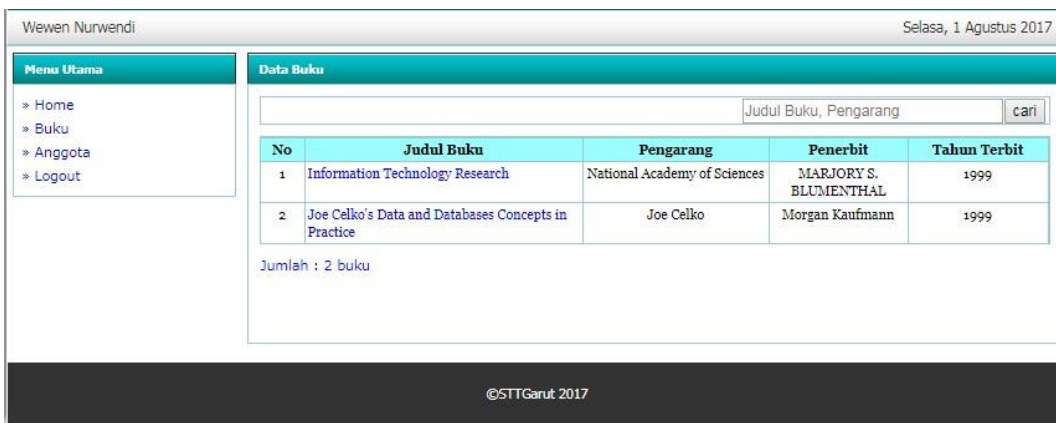 Wewen Nurwendi Selasa, 1 Agustus 2017
Menu Utama
» Home
» Buku
» Anggota
» Logout
Data Buku
Judul Buku, Pengarang cari
No Judul Buku Pengarang Penerbit Tahun Terbit
1 Information Technology Research National Academy of Sciences MARJORY S. BLUMENTHAL 1999
2 Joe Celko's Data and Databases Concepts in Practice Joe Celko Morgan Kaufmann 1999
Jumlah : 2 buku
©STTGarut 2017